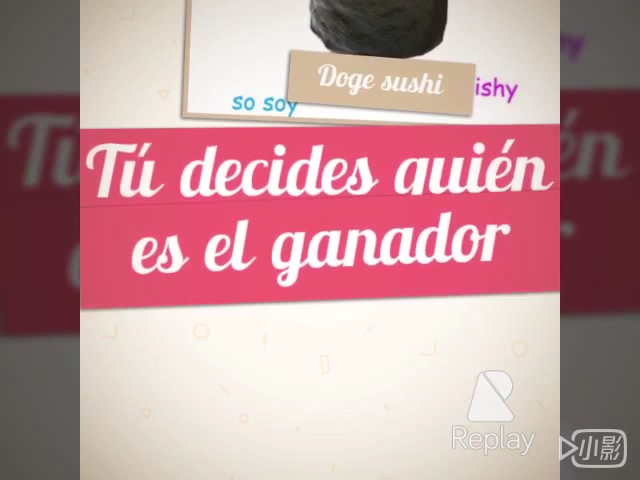 Doge sushi
so soy
ishy
Tú decides quién
es el ganador
Replay
小影